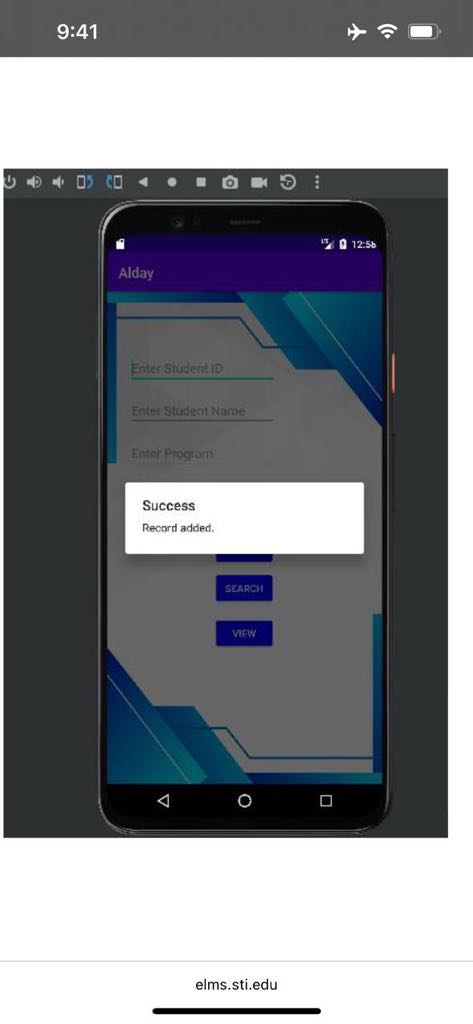 9:41
12:56
Alday
Enter Student ID
Enter Student Name
Enter Program
Success
Record added.
SEARCH
VIEW
elms.sti.edu